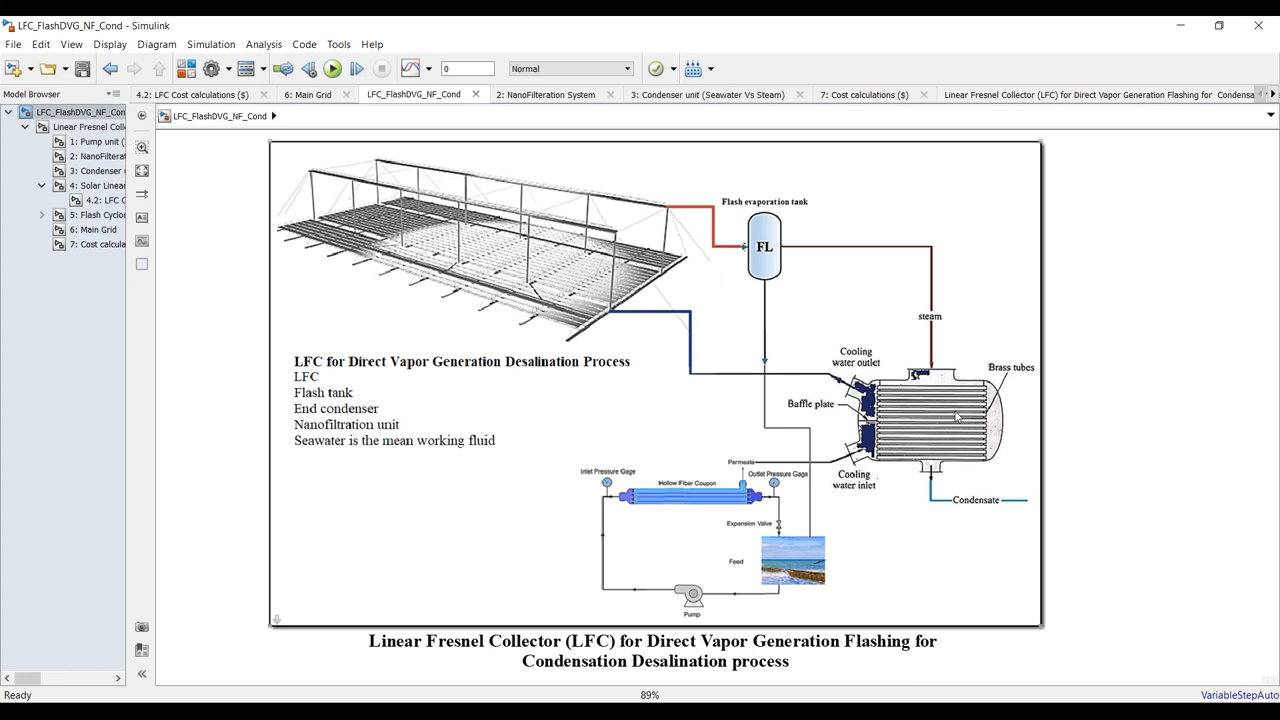 LFC_FlashDVG_NF_Cond - Simulink
File Edit View Display Diagram Simulation Analysis Code Tools Help
0
Normal
Model Browser
4.2: LFC Cost calculations ($)
6: Main Grid
LFC_FlashDVG_NF_Cond
2: NanoFilteration System
3: Condenser unit (Seawater Vs Steam)
7: Cost calculations ($)
Linear Fresnel Collector (LFC) for Direct Vapor Generation Flashing for Condensa
LFC_FlashDVG_NF_Con
Linear Fresnel Colle
1: Pump unit (
2: NanoFilterat
3: Condenser
4: Solar Linear
4.2: LFC C
5: Flash Cyclo
6: Main Grid
7: Cost calcula
LFC_FlashDVG_NF_Cond
Flash evaporation tank
FL
steam
LFC for Direct Vapor Generation Desalination Process
LFC
Flash tank
End condenser
Nanofiltration unit
Seawater is the mean working fluid
Cooling
water outlet
Brass tubes
Baffle plate
Cooling
water inlet
Condensate
Permeate
Inlet Pressure Gage
Outlet Pressure Gage
Hollow Fiber Coupon
Expansion Valve
Feed
Pump
Linear Fresnel Collector (LFC) for Direct Vapor Generation Flashing for
Condensation Desalination process
Ready
89%
VariableStepAuto